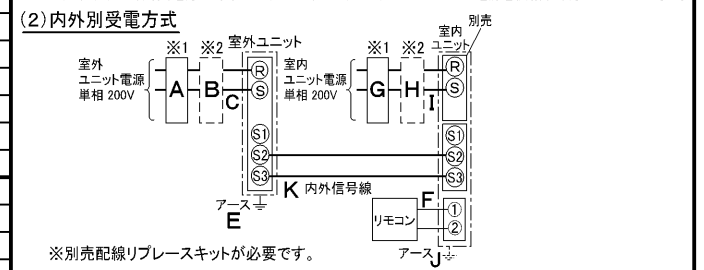 (2)内外別受電方式
※1 ※2 室外ユニット
室外
ユニット電源
単相 200V
A
B
C
R
S
S1
S2
S3
アース
E
※1 ※2 室内
ユニット
別売
室内
ユニット電源
単相 200V
G
H
I
R
S
S1
S2
S3
K 内外信号線
リモコン
F
①
②
アース
J
※別売配線リプレースキットが必要です。